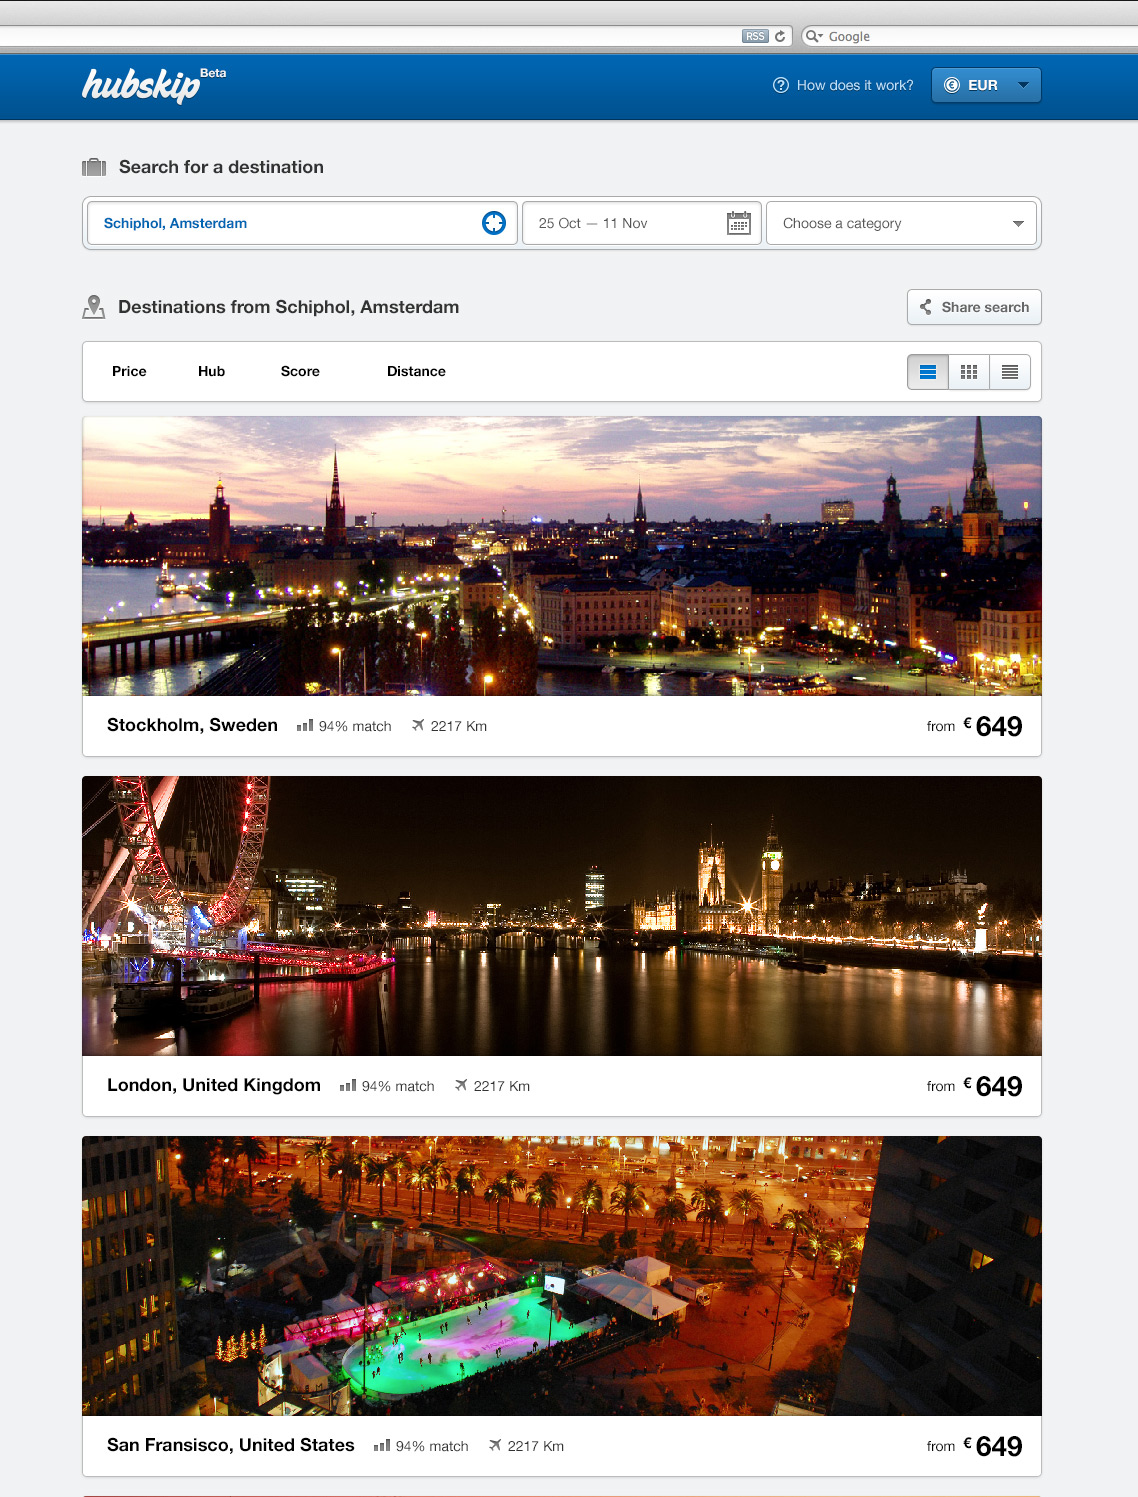 RSS
Google
hubskip Beta
How does it work?
€ EUR
Search for a destination
Schiphol, Amsterdam
25 Oct — 11 Nov
Choose a category
Destinations from Schiphol, Amsterdam
Share search
Price Hub Score Distance
Stockholm, Sweden 94% match 2217 Km from € 649
London, United Kingdom 94% match 2217 Km from € 649
San Fransisco, United States 94% match 2217 Km from € 649